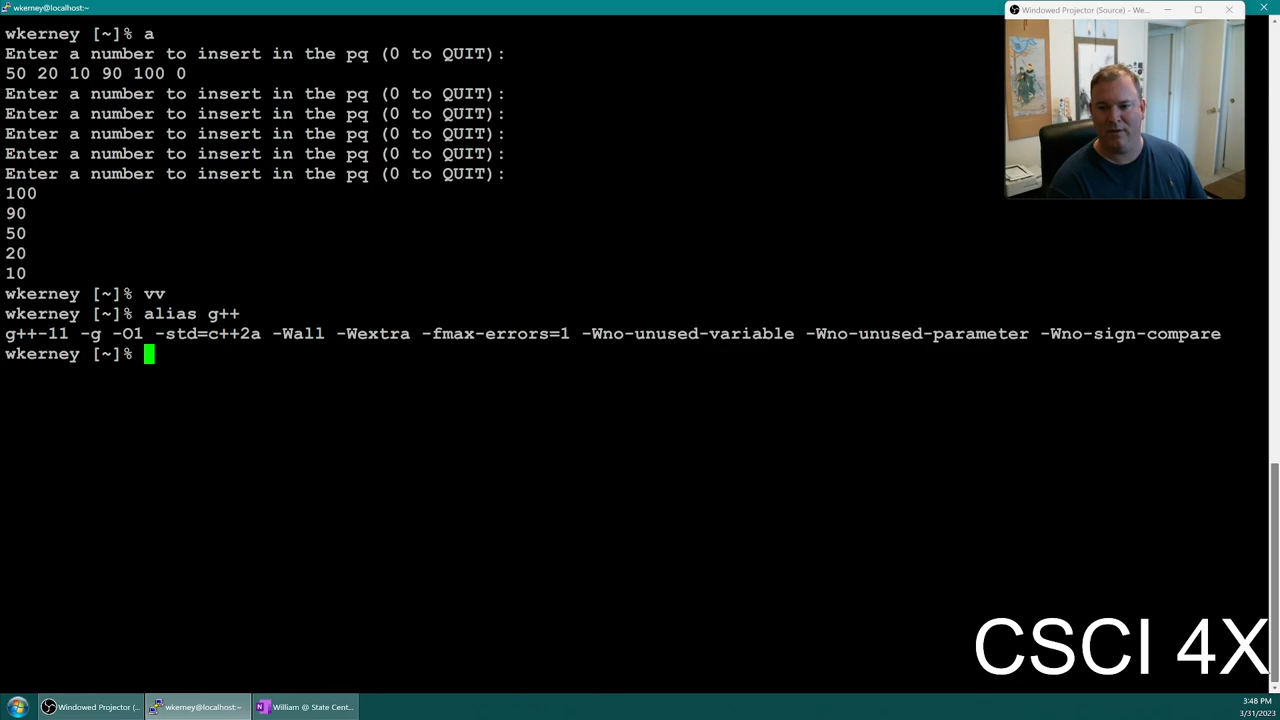 wkerney@localhost:~
Windowed Projector (Source) - We...
wkerney [~]% a
Enter a number to insert in the pq (0 to QUIT):
50 20 10 90 100 0
Enter a number to insert in the pq (0 to QUIT):
Enter a number to insert in the pq (0 to QUIT):
Enter a number to insert in the pq (0 to QUIT):
Enter a number to insert in the pq (0 to QUIT):
Enter a number to insert in the pq (0 to QUIT):
100
90
50
20
10
wkerney [~]% vv
wkerney [~]% alias g++
g++-11 -g -O1 -std=c++2a -Wall -Wextra -fmax-errors=1 -Wno-unused-variable -Wno-unused-parameter -Wno-sign-compare
wkerney [~]%
CSCI 4X
Windowed Projector (...
wkerney@localhost:~
William @ State Cent...
3:48 PM
3/31/2023